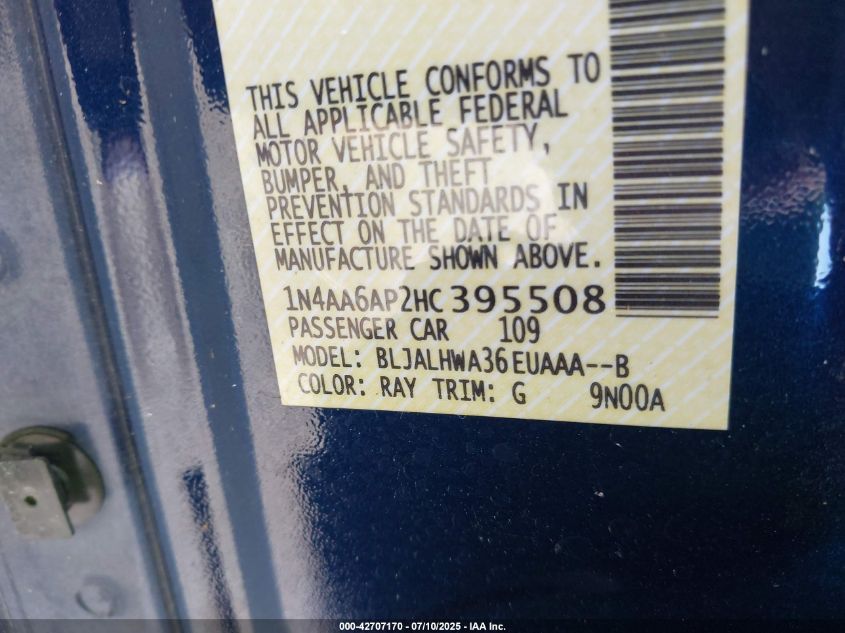 THIS VEHICLE CONFORMS TO
ALL APPLICABLE FEDERAL
MOTOR VEHICLE SAFETY,
BUMPER, AND THEFT
PREVENTION STANDARDS IN
EFFECT ON THE DATE OF
MANUFACTURE SHOWN ABOVE.
1N4AA6AP2HC395508
PASSENGER CAR 109
MODEL: BLJALHWA36EUAAA--B
COLOR: RAY TRIM: G 9N00A
000-42707170 - 07/10/2025 - IAA Inc.